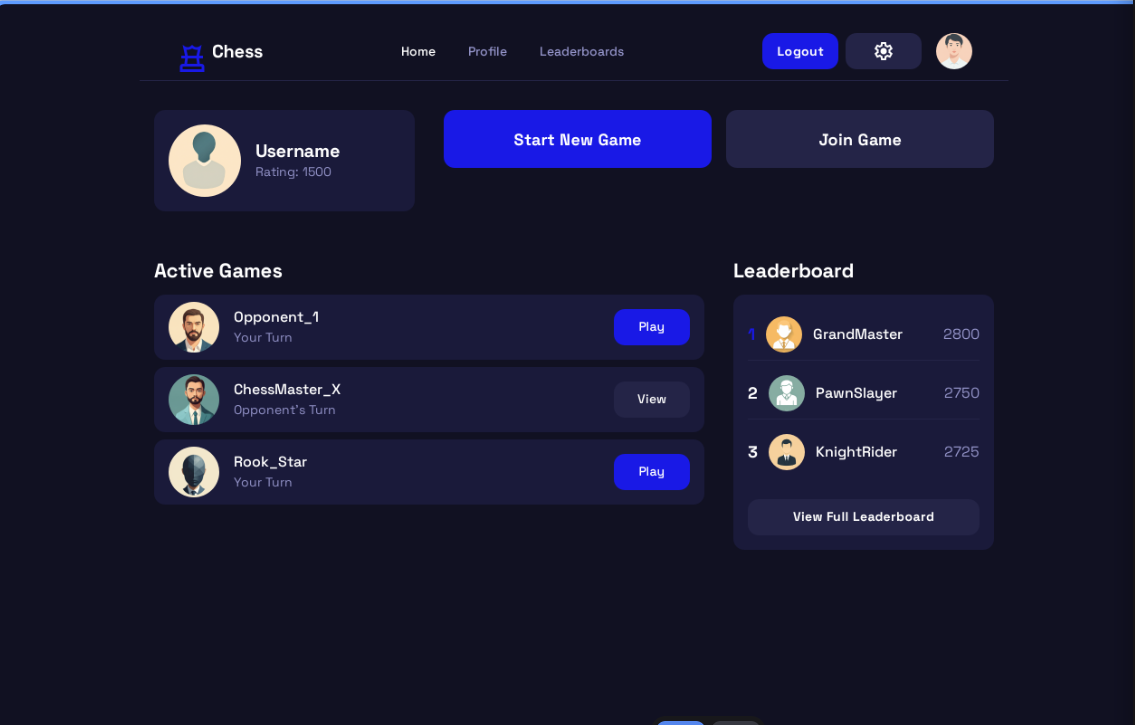 Chess
Home
Profile
Leaderboards
Logout
Username
Rating: 1500
Start New Game
Join Game
Active Games
Opponent_1
Your Turn
Play
ChessMaster_X
Opponent's Turn
View
Rook_Star
Your Turn
Play
Leaderboard
1 GrandMaster 2800
2 PawnSlayer 2750
3 KnightRider 2725
View Full Leaderboard